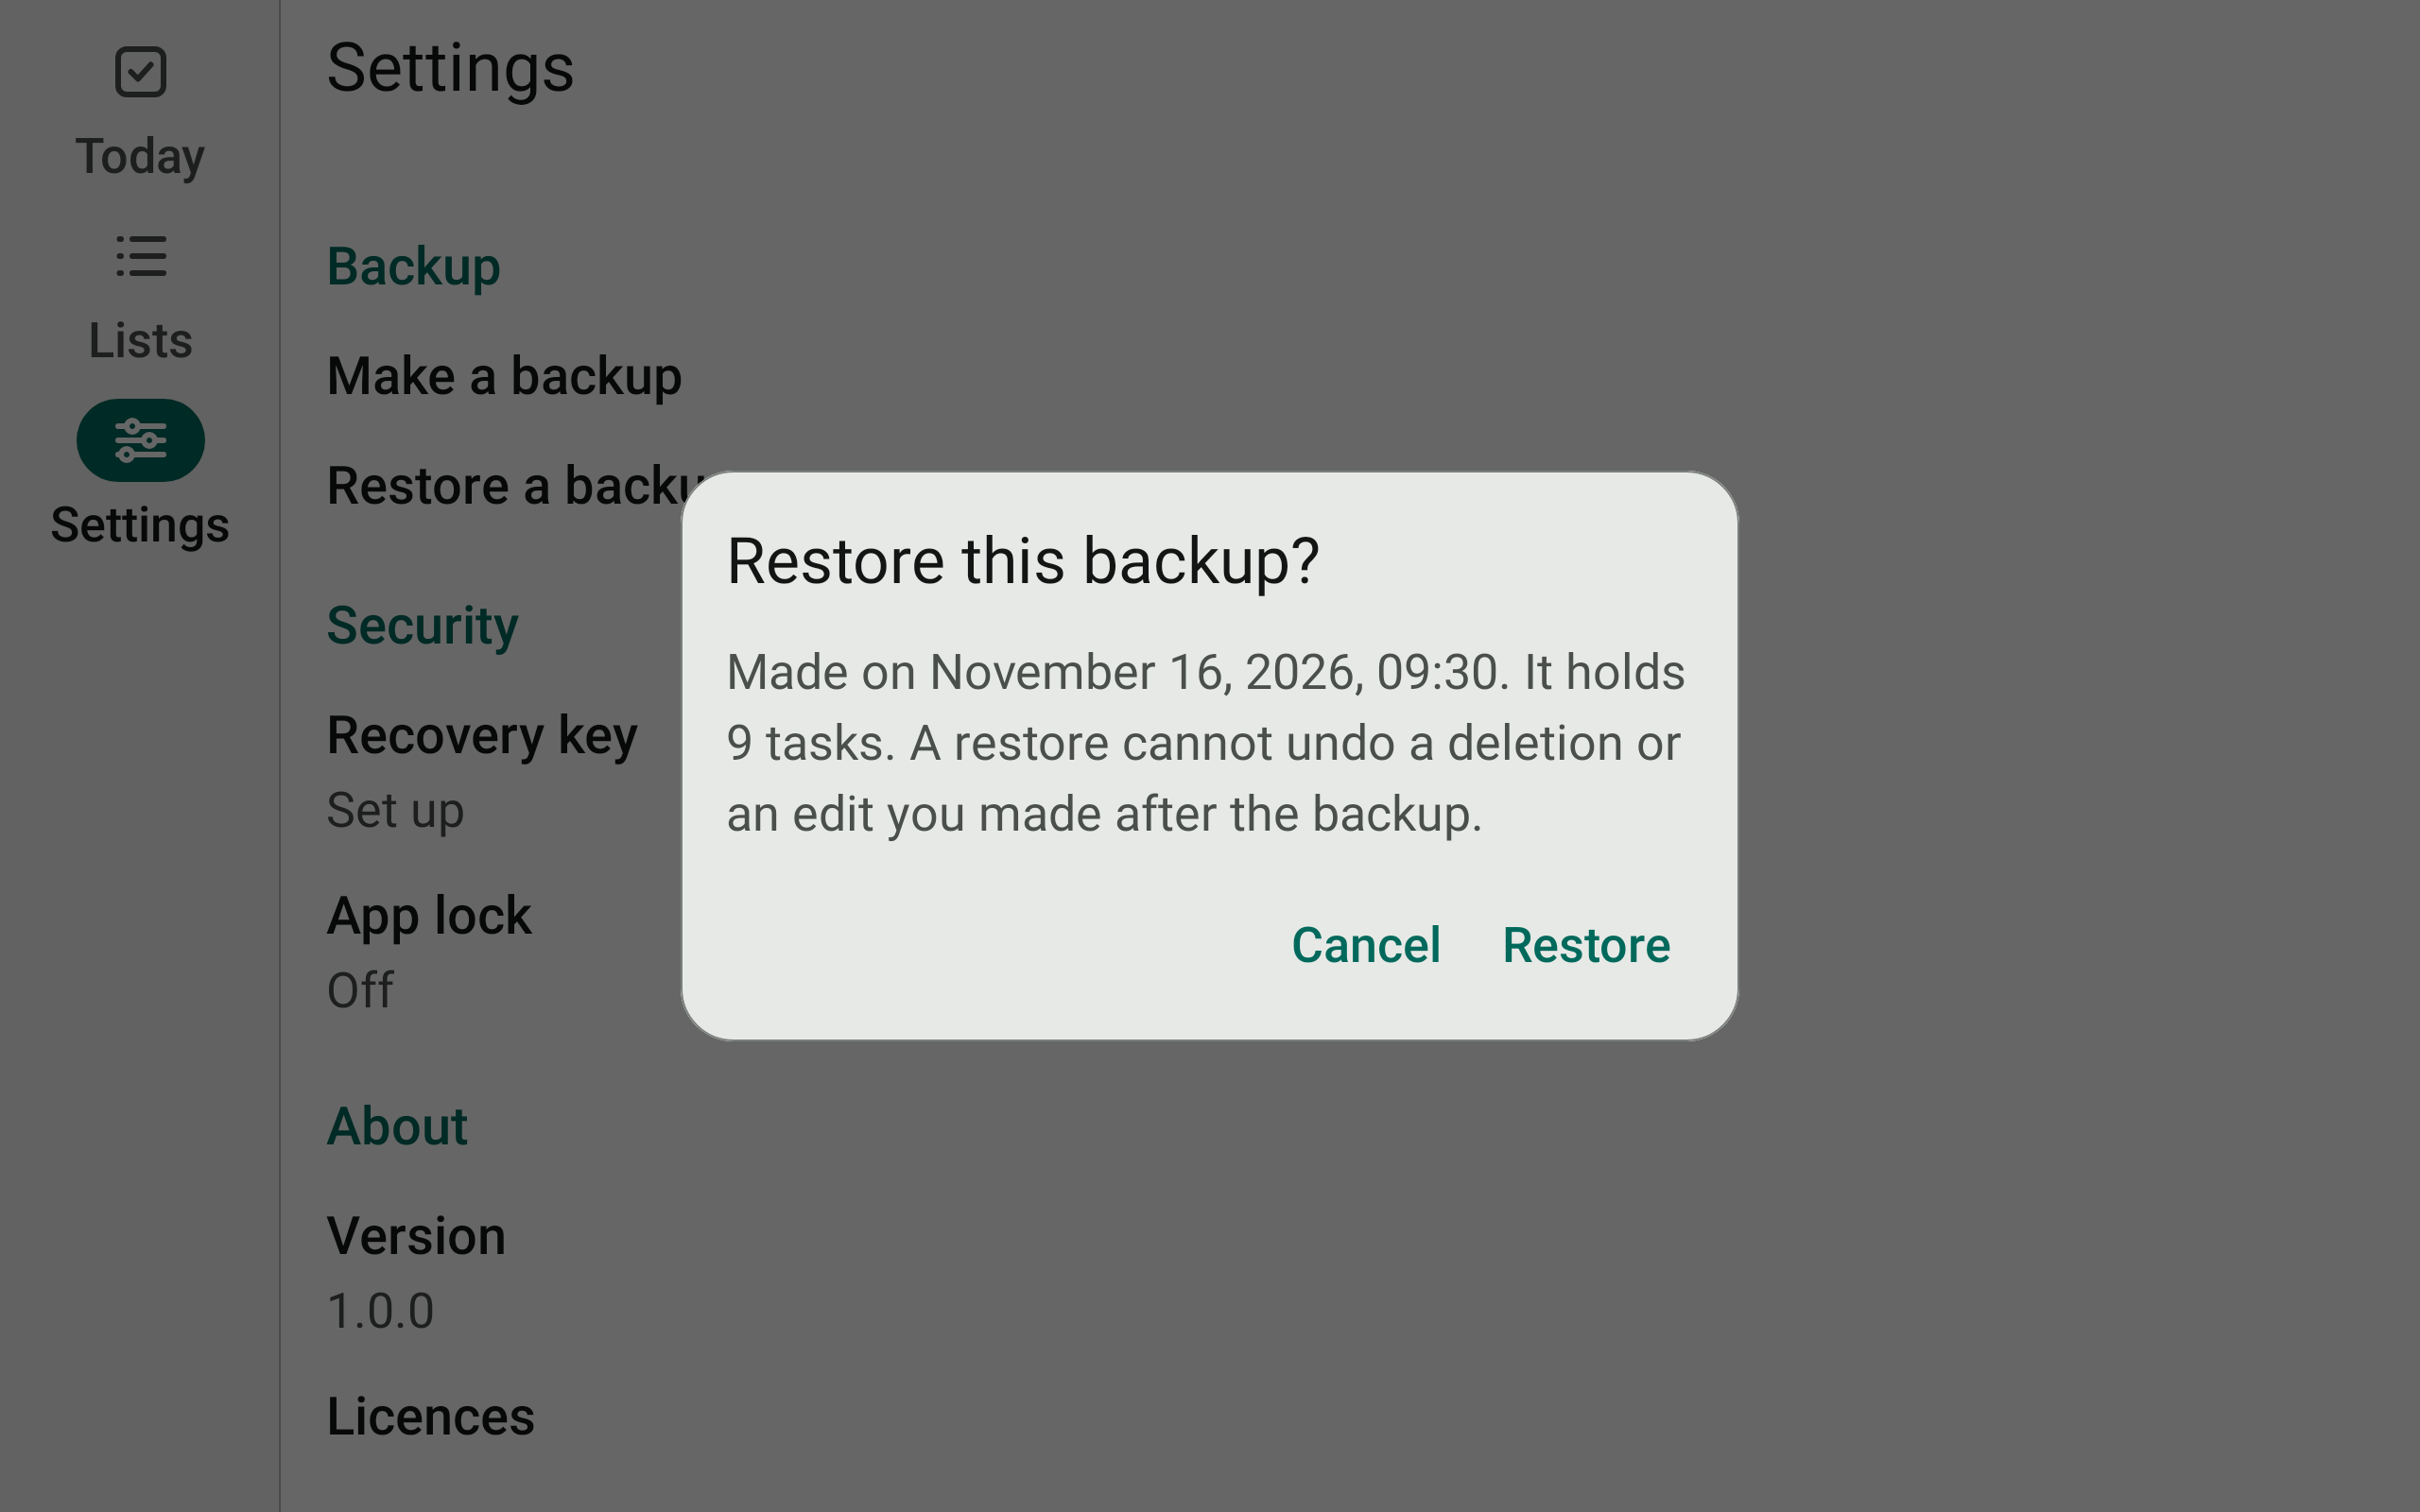 Today
Lists
Settings
Settings
Backup
Make a backup
Restore a backu
Security
Recovery key
Set up
App lock
Off
About
Version
1.0.0
Licences
Restore this backup?
Made on November 16, 2026, 09:30. It holds
9 tasks. A restore cannot undo a deletion or
an edit you made after the backup.
Cancel
Restore